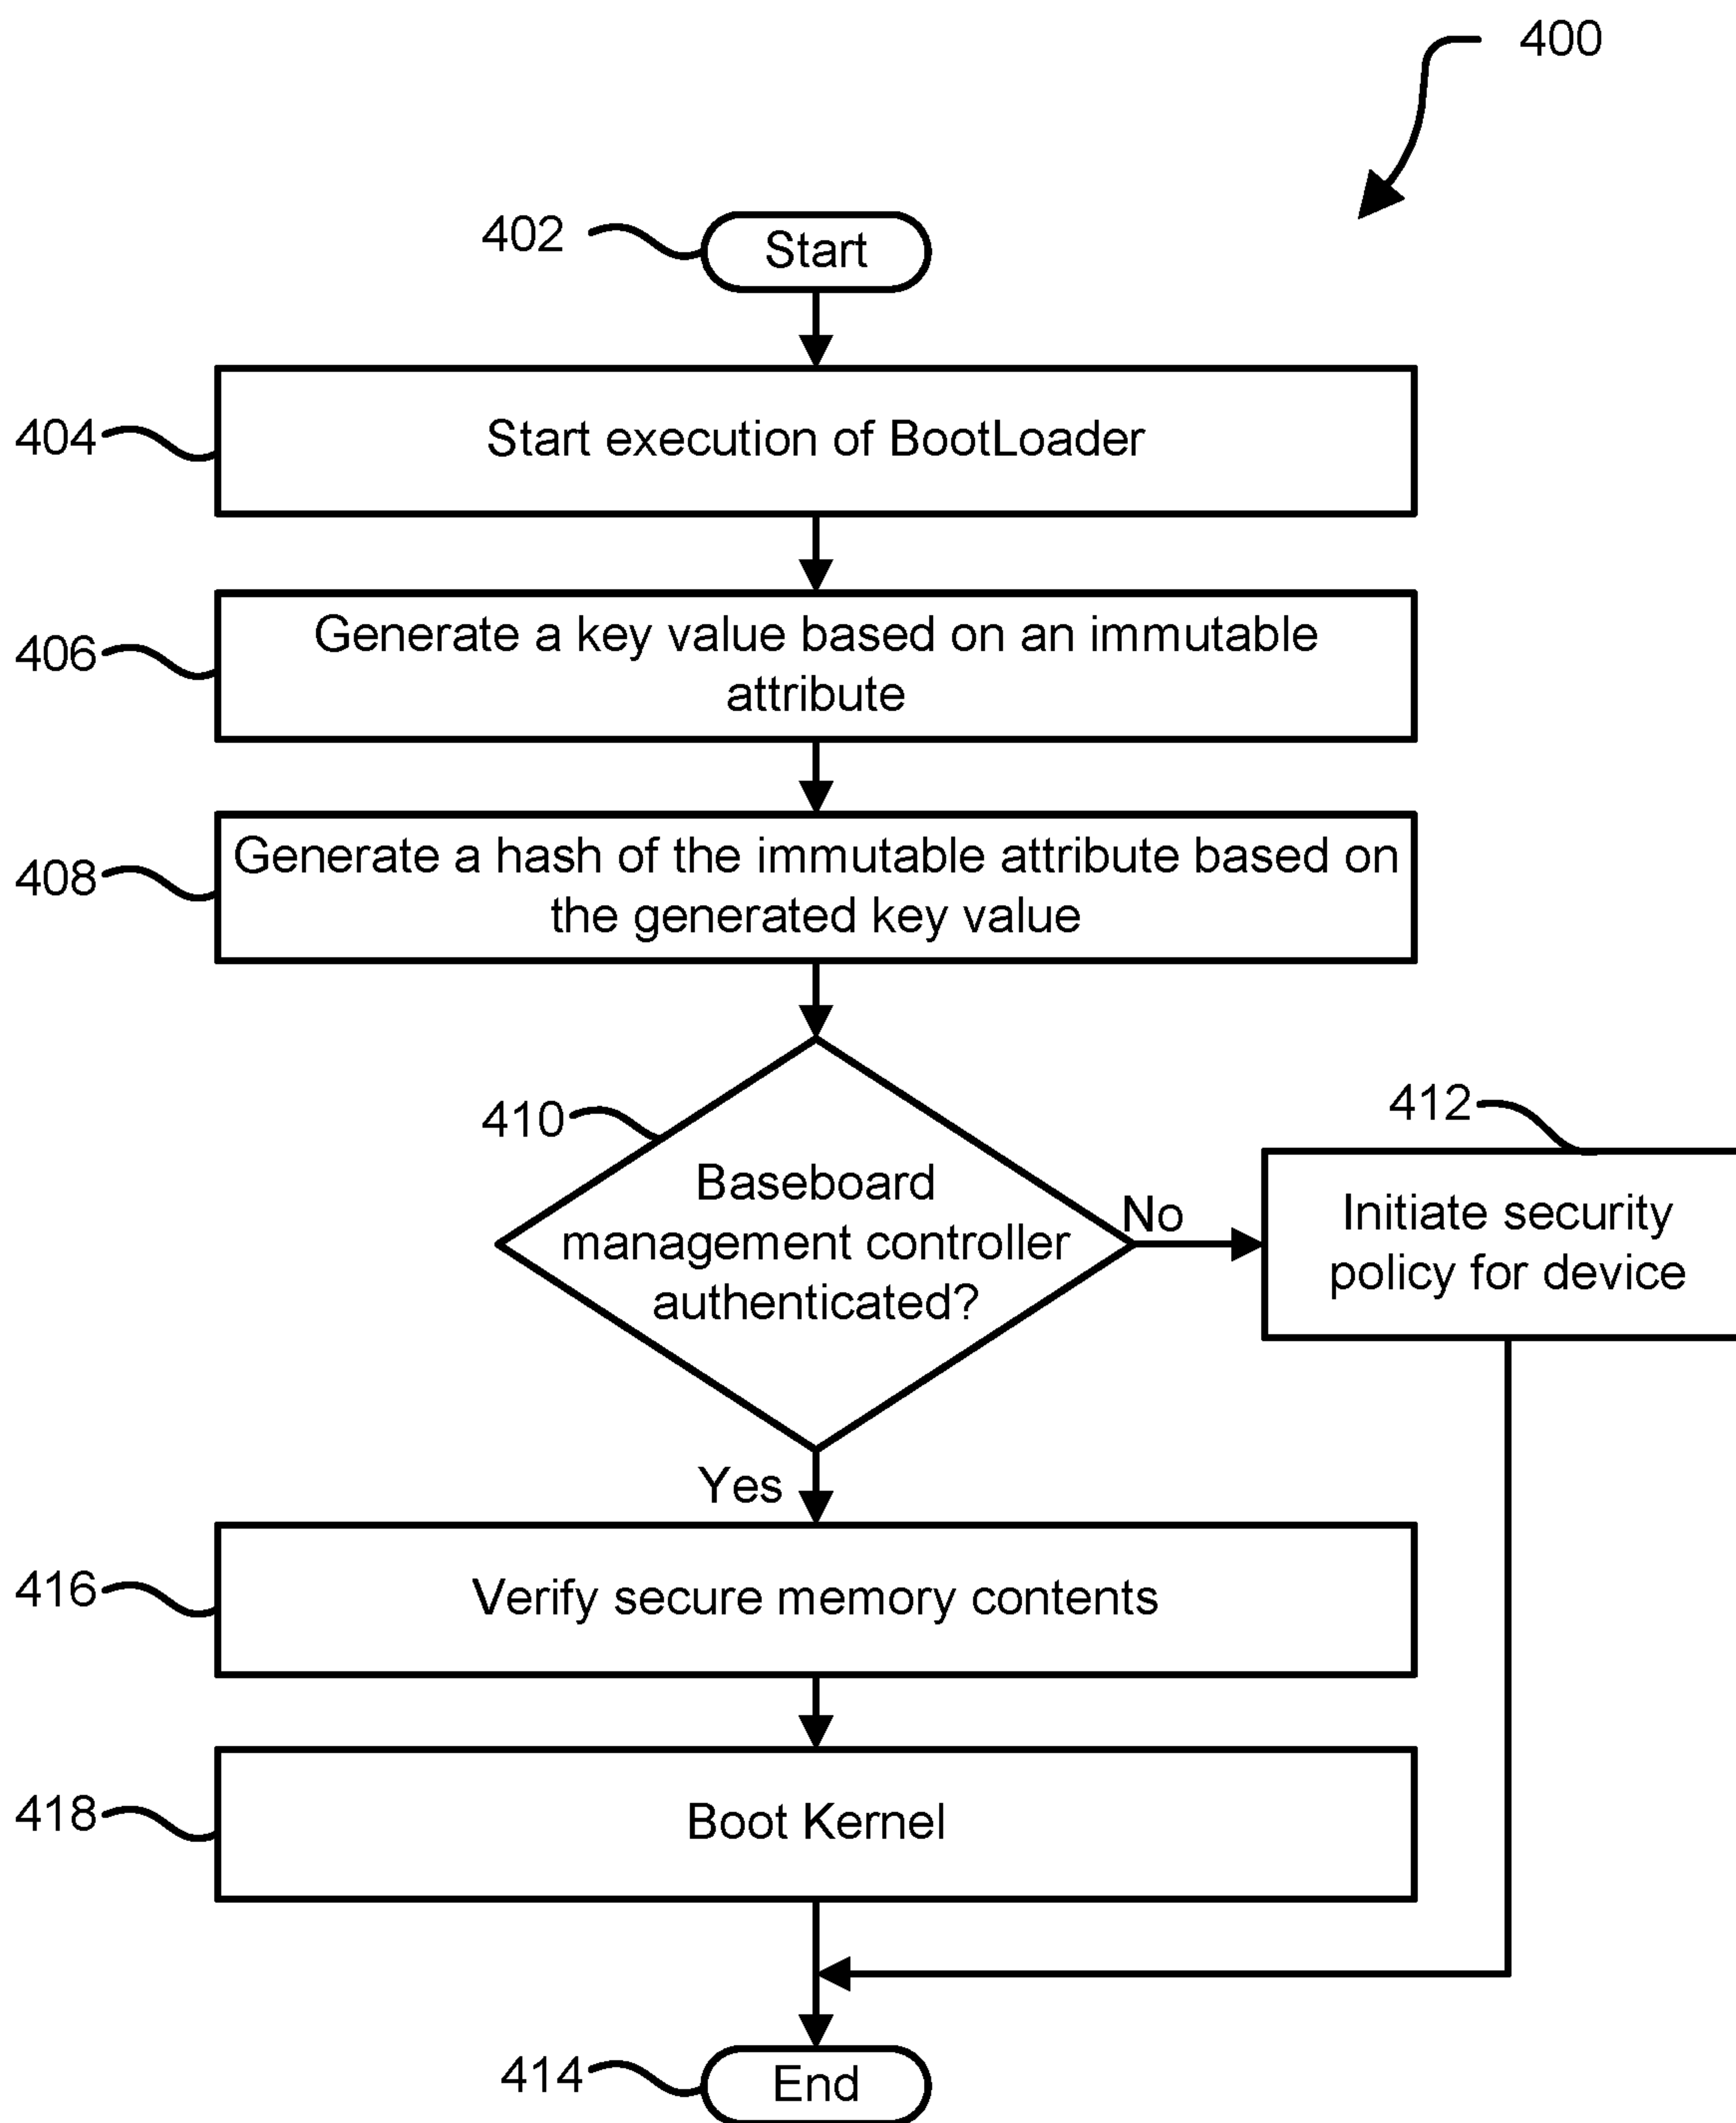 400
402
Start
404
Start execution of BootLoader
406
Generate a key value based on an immutable
attribute
408
Generate a hash of the immutable attribute based on
the generated key value
410
Baseboard
management controller
authenticated?
No
412
Initiate security
policy for device
Yes
416
Verify secure memory contents
418
Boot Kernel
414
End